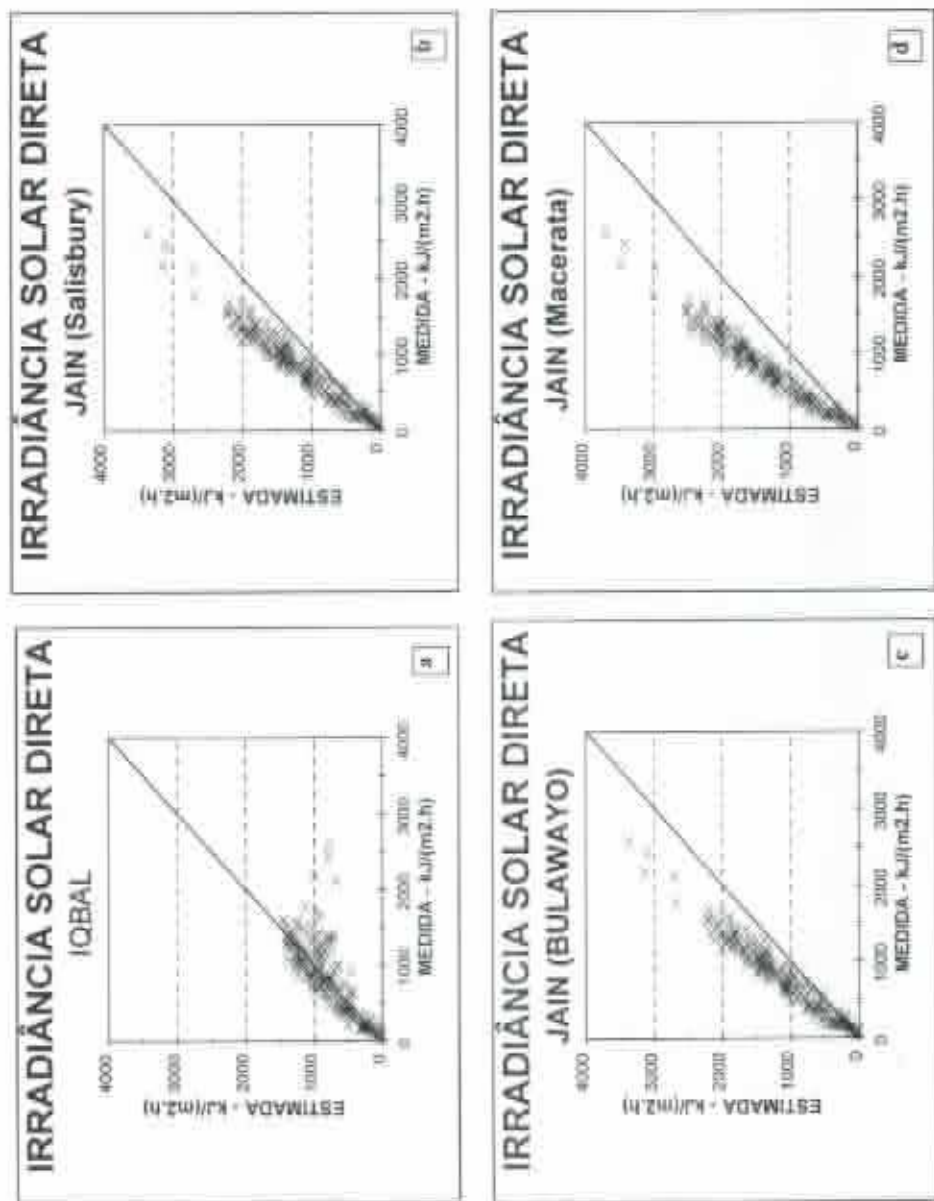 IRRADIÂNCIA SOLAR DIRETA
IQBAL
4000
3000
2000
1000
0
ESTIMADA - kJ/(m2.h)
0
1000
2000
3000
4000
MEDIDA - kJ/(m2.h)
a
IRRADIÂNCIA SOLAR DIRETA
JAIN (Salisbury)
4000
3000
2000
1000
0
ESTIMADA - kJ/(m2.h)
0
1000
2000
3000
4000
MEDIDA - kJ/(m2.h)
b
IRRADIÂNCIA SOLAR DIRETA
JAIN (BULAWAYO)
4000
3000
2000
1000
0
ESTIMADA - kJ/(m2.h)
0
1000
2000
3000
4000
MEDIDA - kJ/(m2.h)
c
IRRADIÂNCIA SOLAR DIRETA
JAIN (Macerata)
4000
3000
2000
1000
0
ESTIMADA - kJ/(m2.h)
0
1000
2000
3000
4000
MEDIDA - kJ/(m2.h)
d